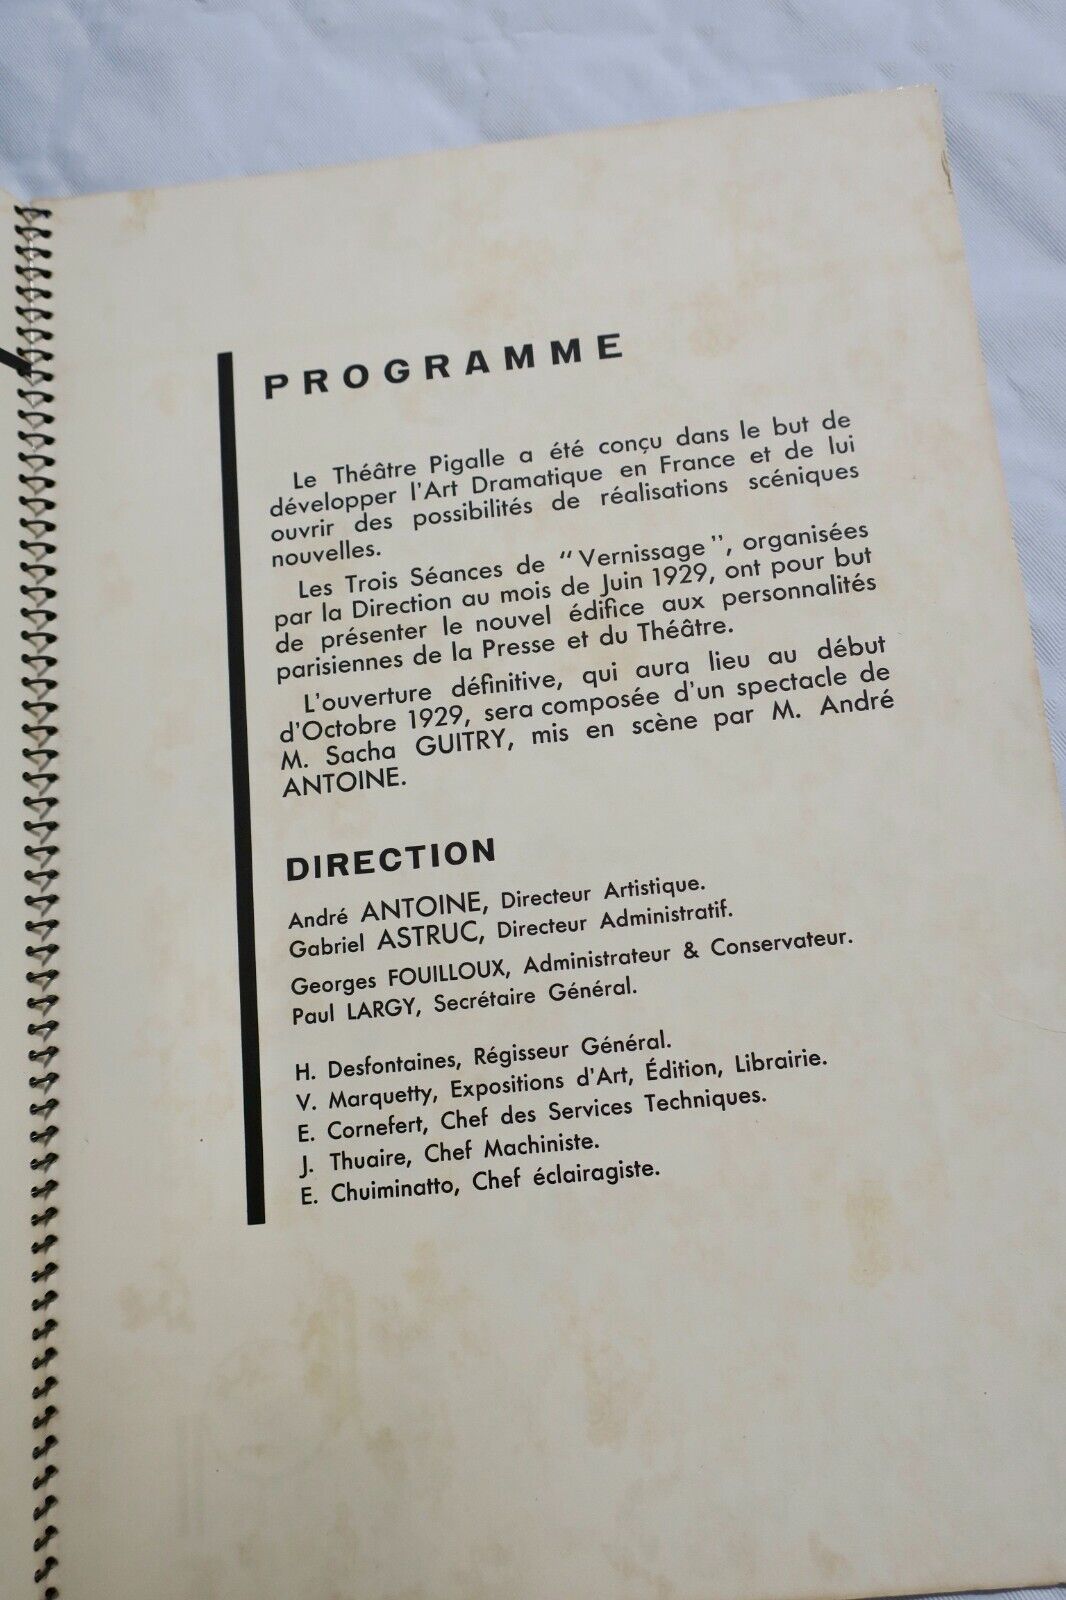 PROGRAMME
Le Théâtre Pigalle a été conçu dans le but de
développer l'Art Dramatique en France et de lui
ouvrir des possibilités de réalisations scéniques
nouvelles.
Les Trois Séances de "Vernissage", organisées
par la Direction au mois de Juin 1929, ont pour but
de présenter le nouvel édifice aux personnalités
parisiennes de la Presse et du Théâtre.
L'ouverture définitive, qui aura lieu au début
d'Octobre 1929, sera composée d'un spectacle de
M. Sacha GUITRY, mis en scène par M. André
ANTOINE.
DIRECTION
André ANTOINE, Directeur Artistique.
Gabriel ASTRUC, Directeur Administratif.
Georges FOUILLOUX, Administrateur & Conservateur.
Paul LARGY, Secrétaire Général.
H. Desfontaines, Régisseur Général.
V. Marquetty, Expositions d'Art, Édition, Librairie.
E. Cornefert, Chef des Services Techniques.
J. Thuaire, Chef Machiniste.
E. Chuiminatto, Chef éclairagiste.